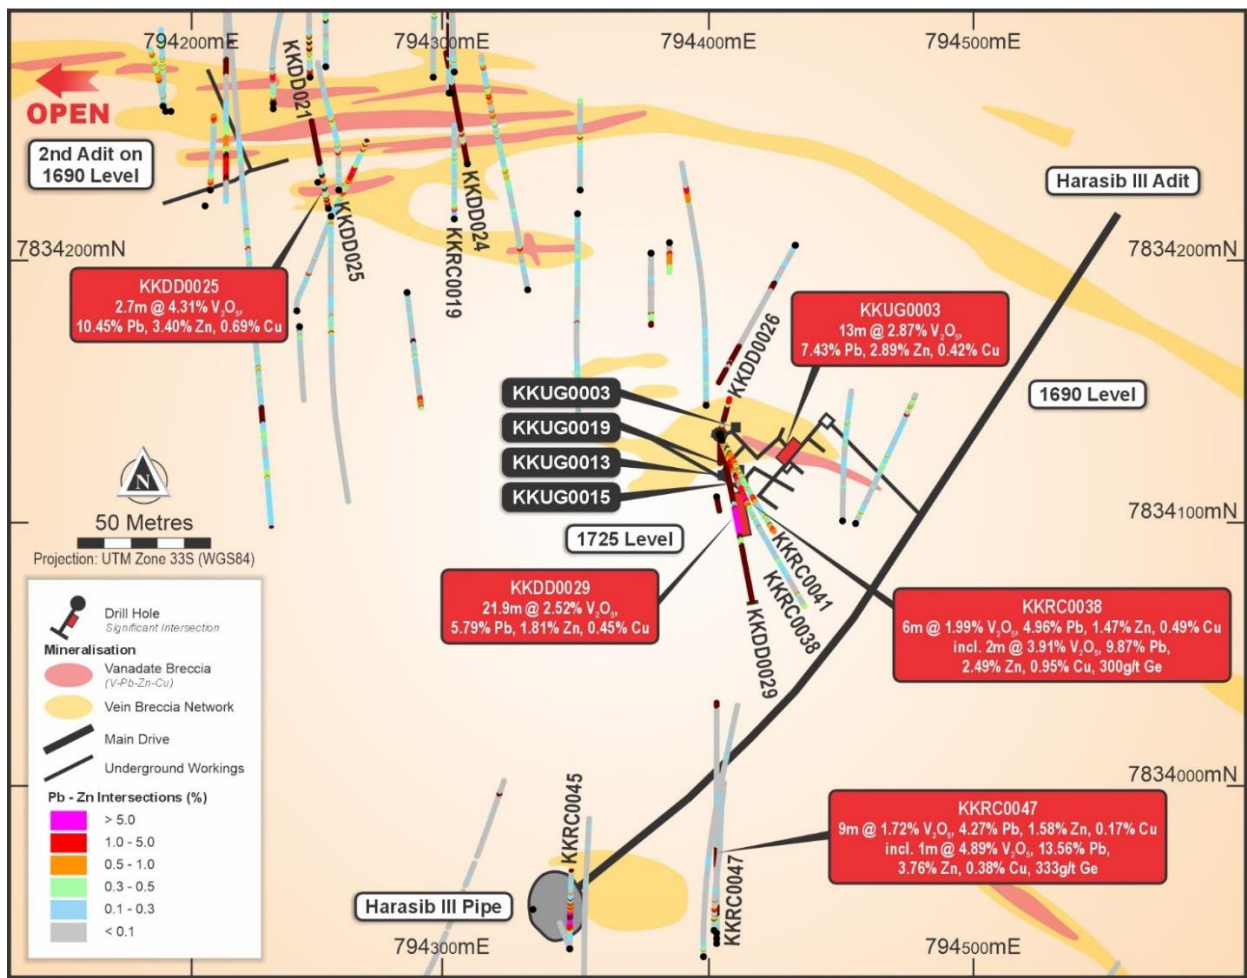 794200mE
794300mE
794400mE
794500mE
OPEN
KKDD021
2nd Adit on
1690 Level
Harasib III Adit
KKDD025
KKDD024
KKRC0019
7834200mN
7834200mN
KKDD0025
2.7m @ 4.31% V₂O₅,
10.45% Pb, 3.40% Zn, 0.69% Cu
KKUG0003
13m @ 2.87% V₂O₅,
7.43% Pb, 2.89% Zn, 0.42% Cu
KKDD0026
KKUG0003
KKUG0019
KKUG0013
KKUG0015
1690 Level
N
50 Metres
Projection: UTM Zone 33S (WGS84)
1725 Level
7834100mN
KKRC0041
KKRC0038
KKDD0029
KKDD0029
21.9m @ 2.52% V₂O₅,
5.79% Pb, 1.81% Zn, 0.45% Cu
KKRC0038
6m @ 1.99% V₂O₅, 4.96% Pb, 1.47% Zn, 0.49% Cu
incl. 2m @ 3.91% V₂O₅, 9.87% Pb,
2.49% Zn, 0.95% Cu, 300g/t Ge
Drill Hole
Significant Intersection
Mineralisation
Vanadate Breccia
(V-Pb-Zn-Cu)
Vein Breccia Network
Main Drive
Underground Workings
Pb - Zn Intersections (%)
> 5.0
1.0 - 5.0
0.5 - 1.0
0.3 - 0.5
0.1 - 0.3
< 0.1
7834000mN
KKRC0045
KKRC0047
9m @ 1.72% V₂O₅, 4.27% Pb, 1.58% Zn, 0.17% Cu
incl. 1m @ 4.89% V₂O₅, 13.56% Pb,
3.76% Zn, 0.38% Cu, 333g/t Ge
KKRC0047
Harasib III Pipe
794300mE
794500mE